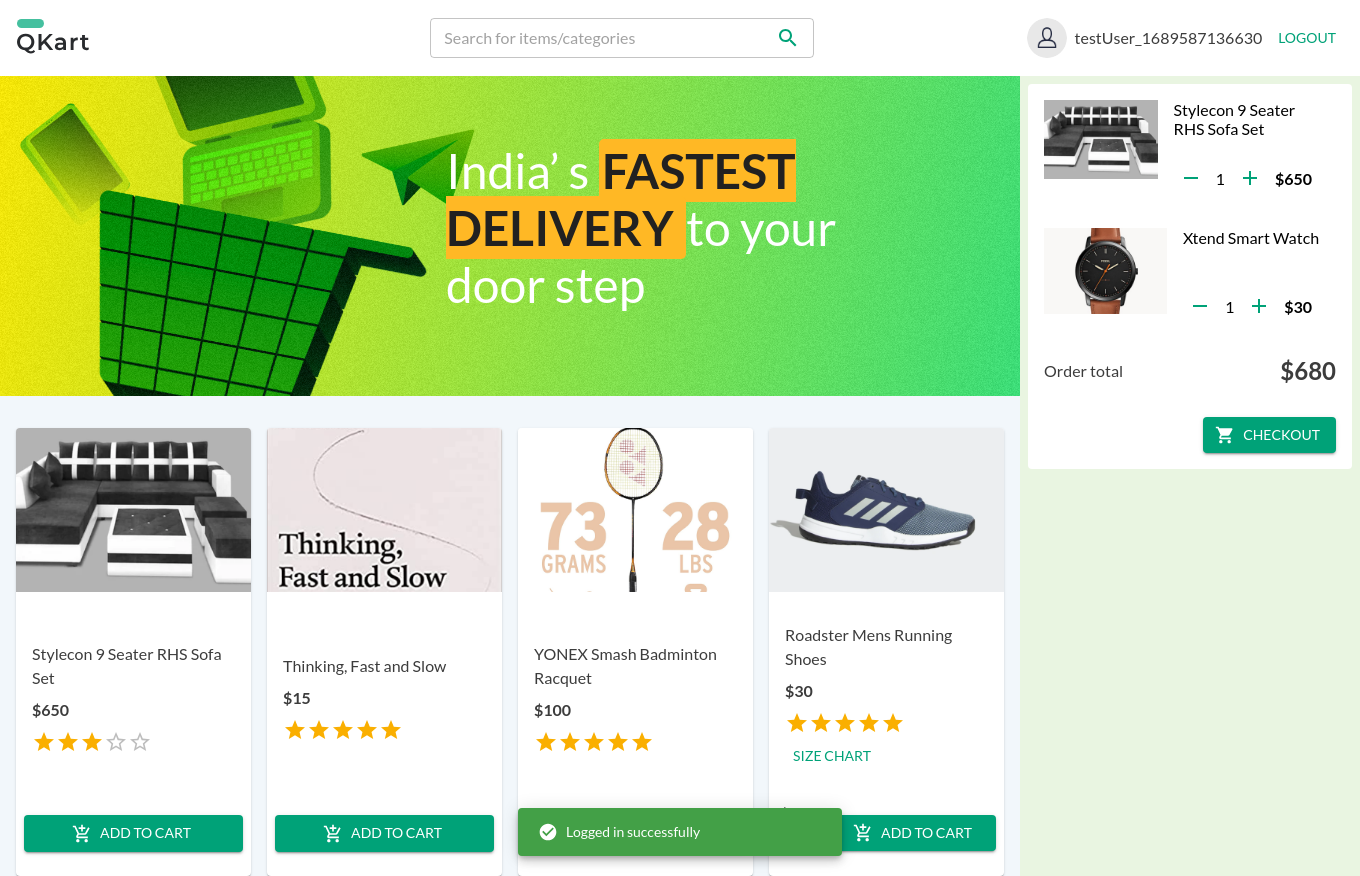 QKart
Search for items/categories
testUser_1689587136630
LOGOUT
India’ s FASTEST
DELIVERY to your
door step
Stylecon 9 Seater
RHS Sofa Set
1
$650
Xtend Smart Watch
1
$30
Order total
$680
CHECKOUT
Thinking,
Fast and Slow
73
GRAMS
28
LBS
Stylecon 9 Seater RHS Sofa
Set
$650
ADD TO CART
Thinking, Fast and Slow
$15
ADD TO CART
YONEX Smash Badminton
Racquet
$100
Roadster Mens Running
Shoes
$30
SIZE CHART
ADD TO CART
Logged in successfully